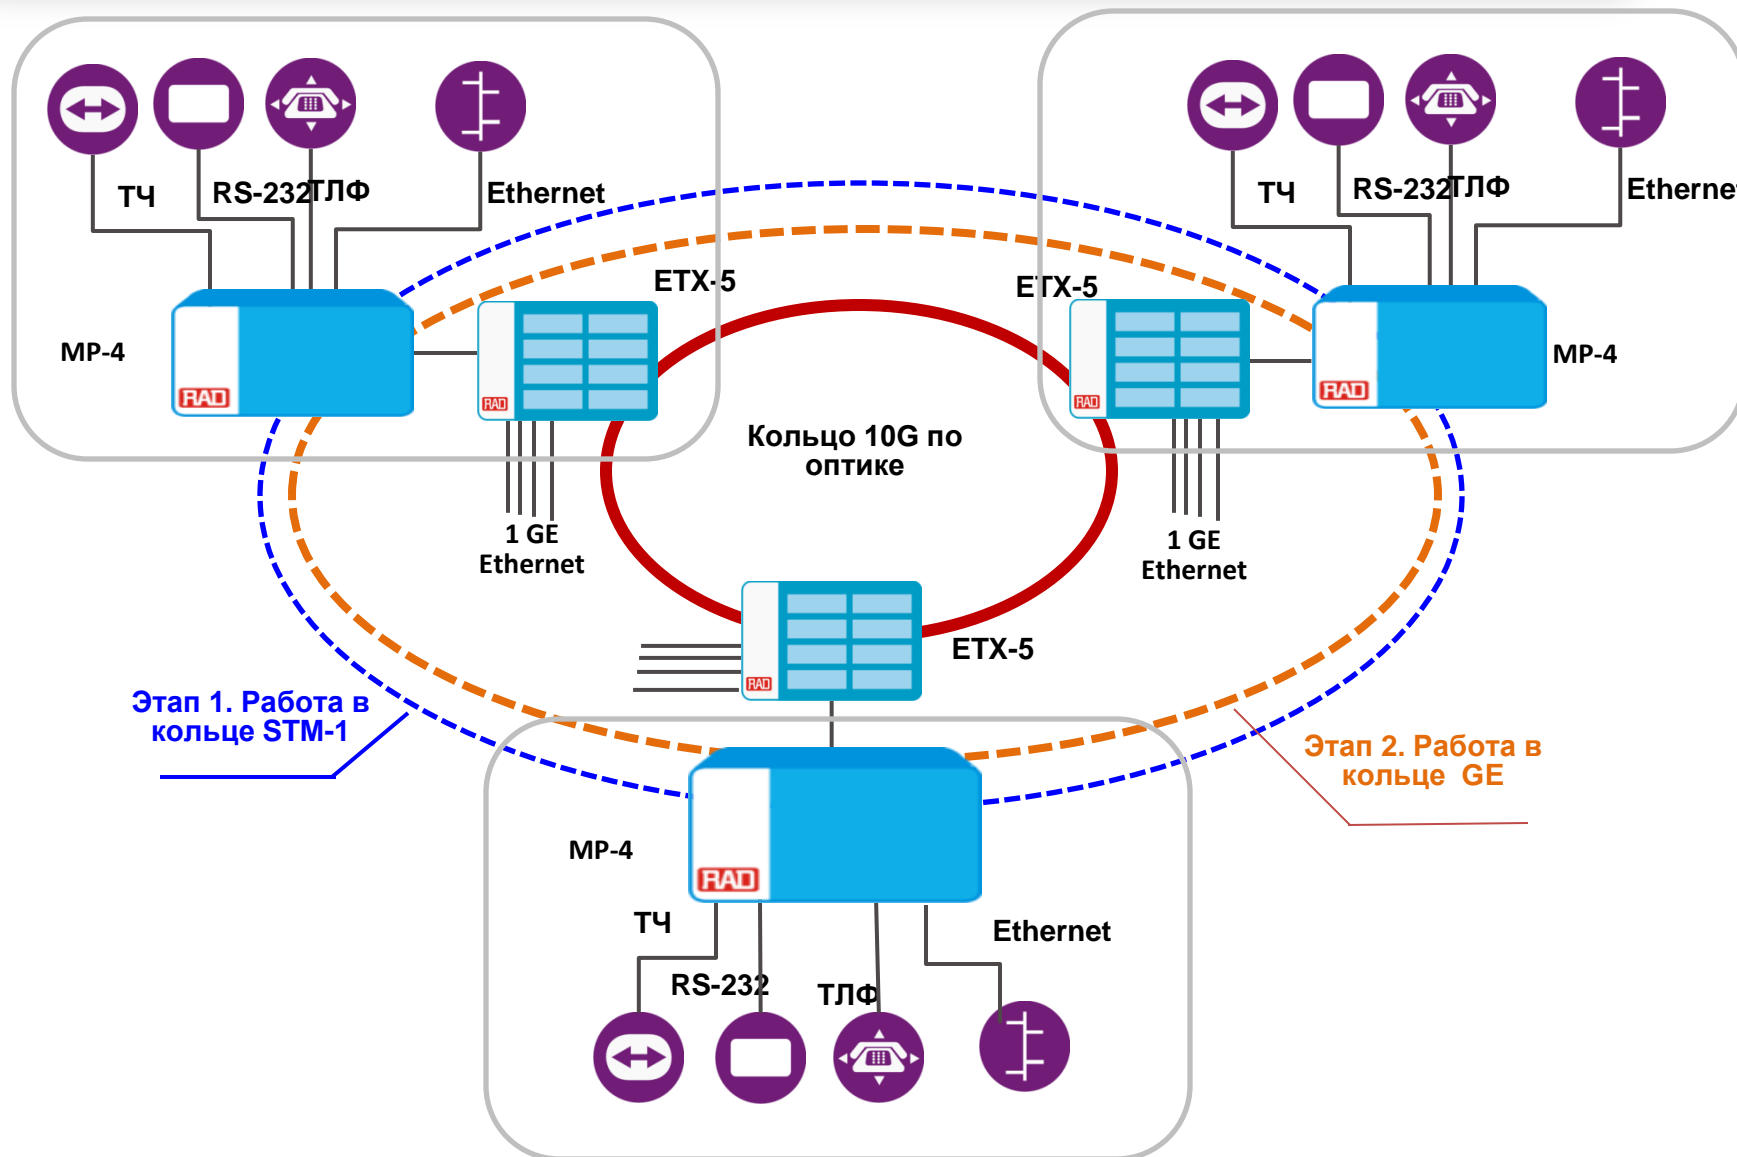 ТЧ
RS-232
ТЛФ
Ethernet
ТЧ
RS-232
ТЛФ
Ethernet
ETX-5
ETX-5
MP-4
MP-4
RAD
RAD
RAD
RAD
Кольцо 10G по
оптике
1 GE
Ethernet
1 GE
Ethernet
ETX-5
RAD
Этап 1. Работа в
кольце STM-1
Этап 2. Работа в
кольце GE
MP-4
RAD
ТЧ
Ethernet
RS-232
ТЛФ